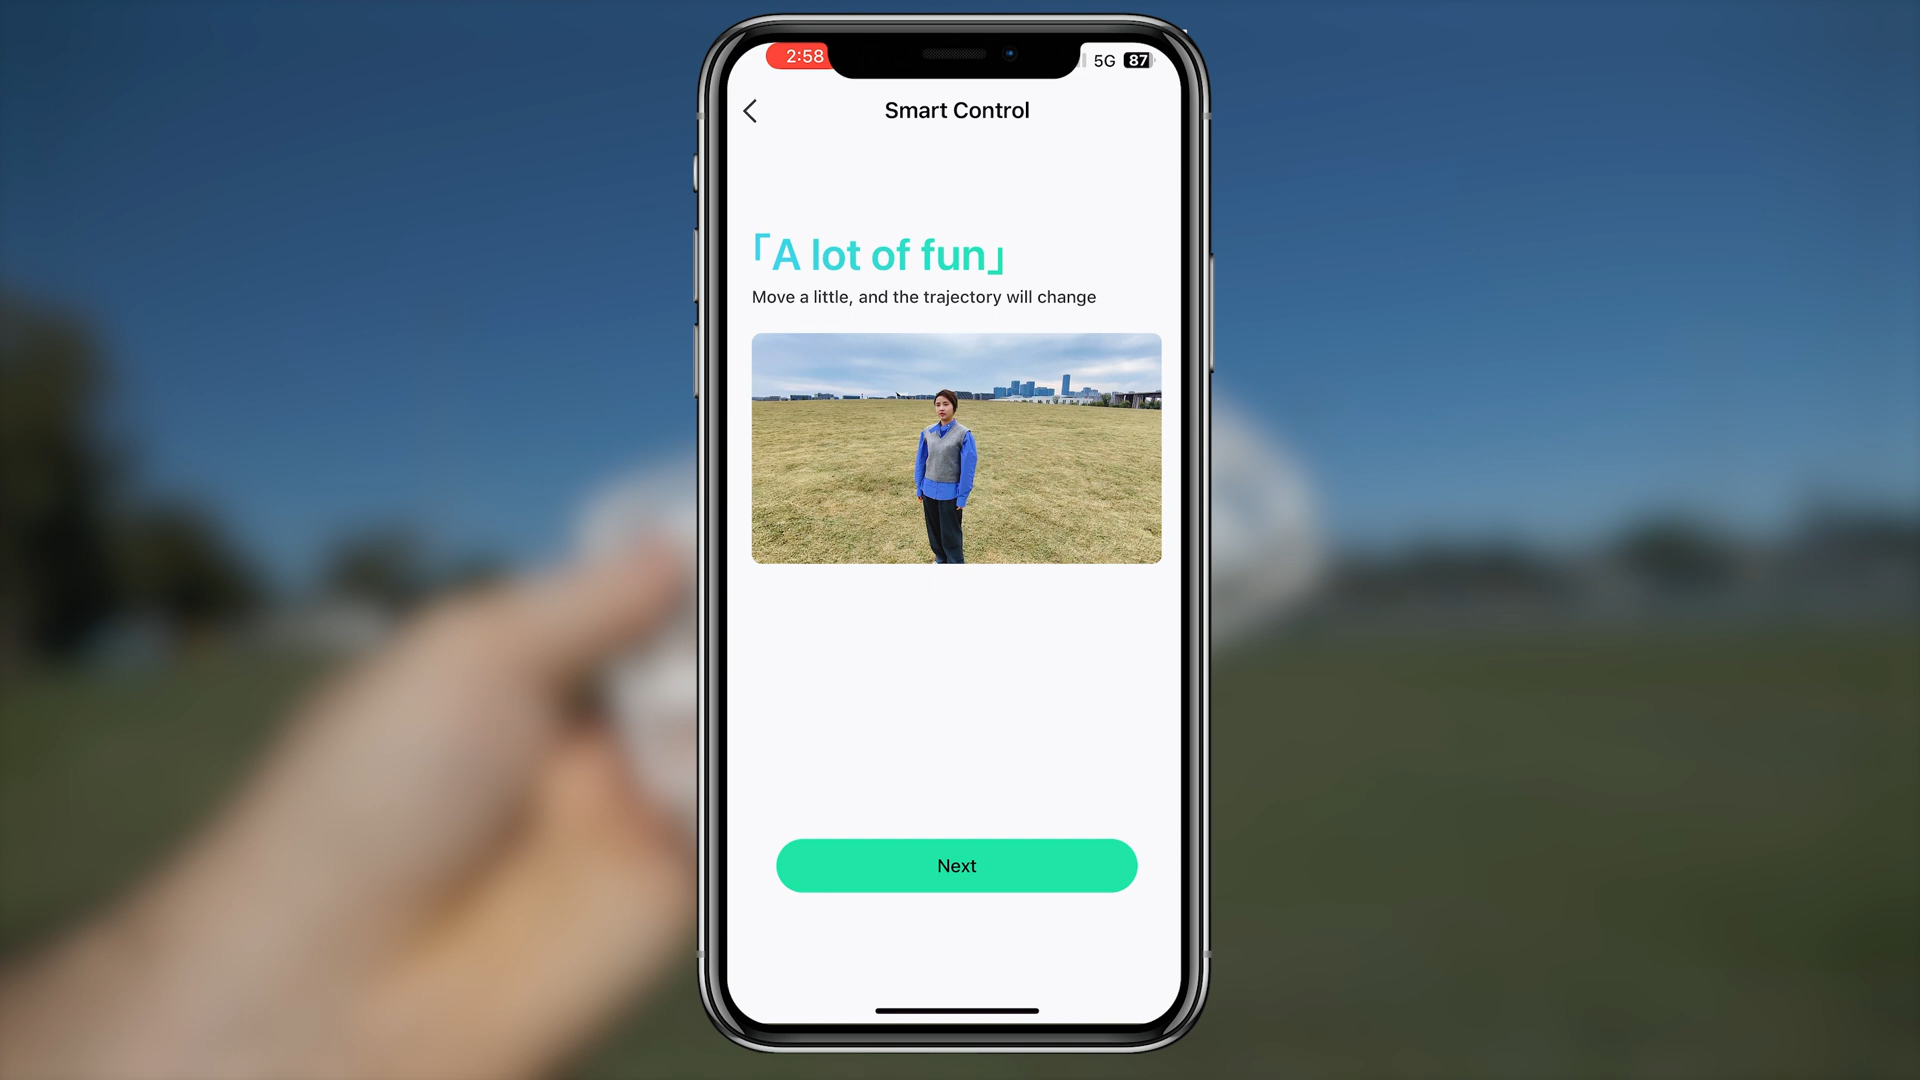 2:58
5G 87
Smart Control
「A lot of fun」
Move a little, and the trajectory will change
Next